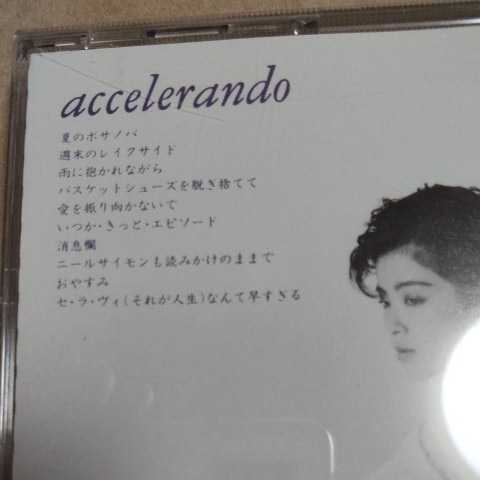 accelerando
夏のボサノバ
週末のレイクサイド
雨に抱かれながら
バスケットシューズを脱ぎ捨てて
愛を振り向かないで
いつか・きっと・エピソード
消息欄
ニールサイモンも読みかけのままで
おやすみ
セ・ラ・ヴィ(それが人生)なんて早すぎる